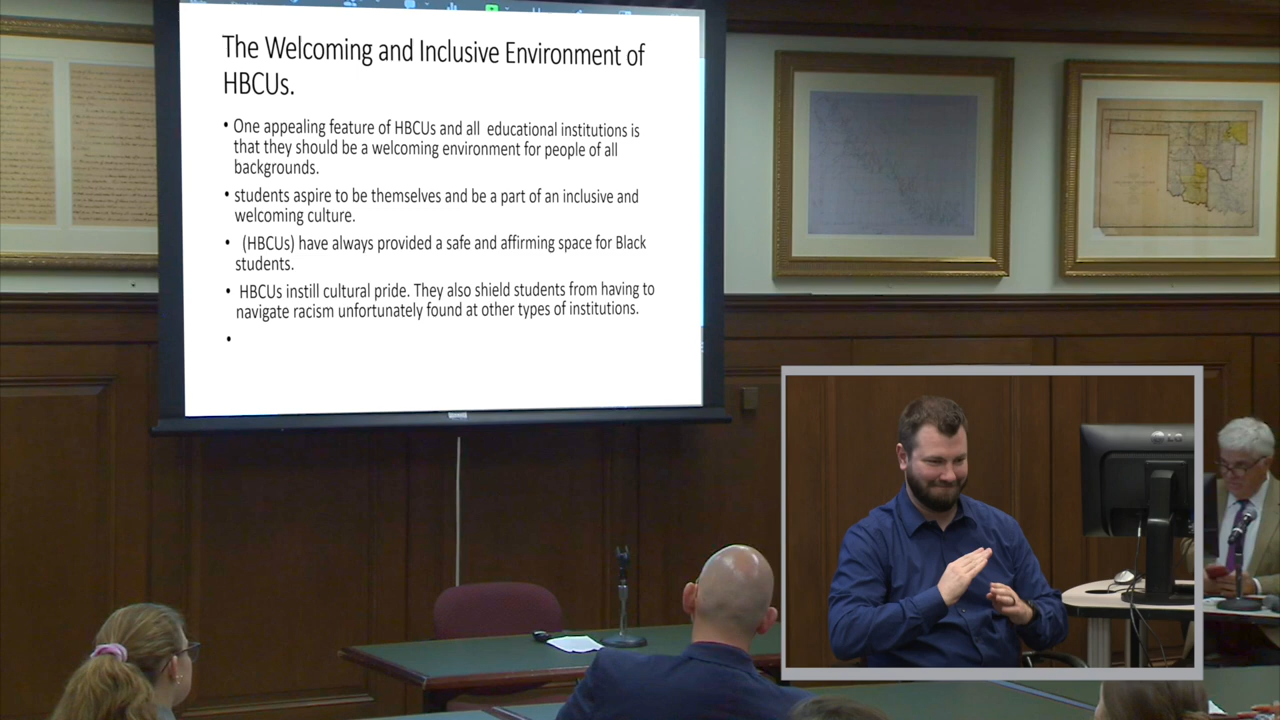 The Welcoming and Inclusive Environment of
HBCUs.
• One appealing feature of HBCUs and all educational institutions is
that they should be a welcoming environment for people of all
backgrounds.
• students aspire to be themselves and be a part of an inclusive and
welcoming culture.
• (HBCUs) have always provided a safe and affirming space for Black
students.
• HBCUs instill cultural pride. They also shield students from having to
navigate racism unfortunately found at other types of institutions.
•
LG